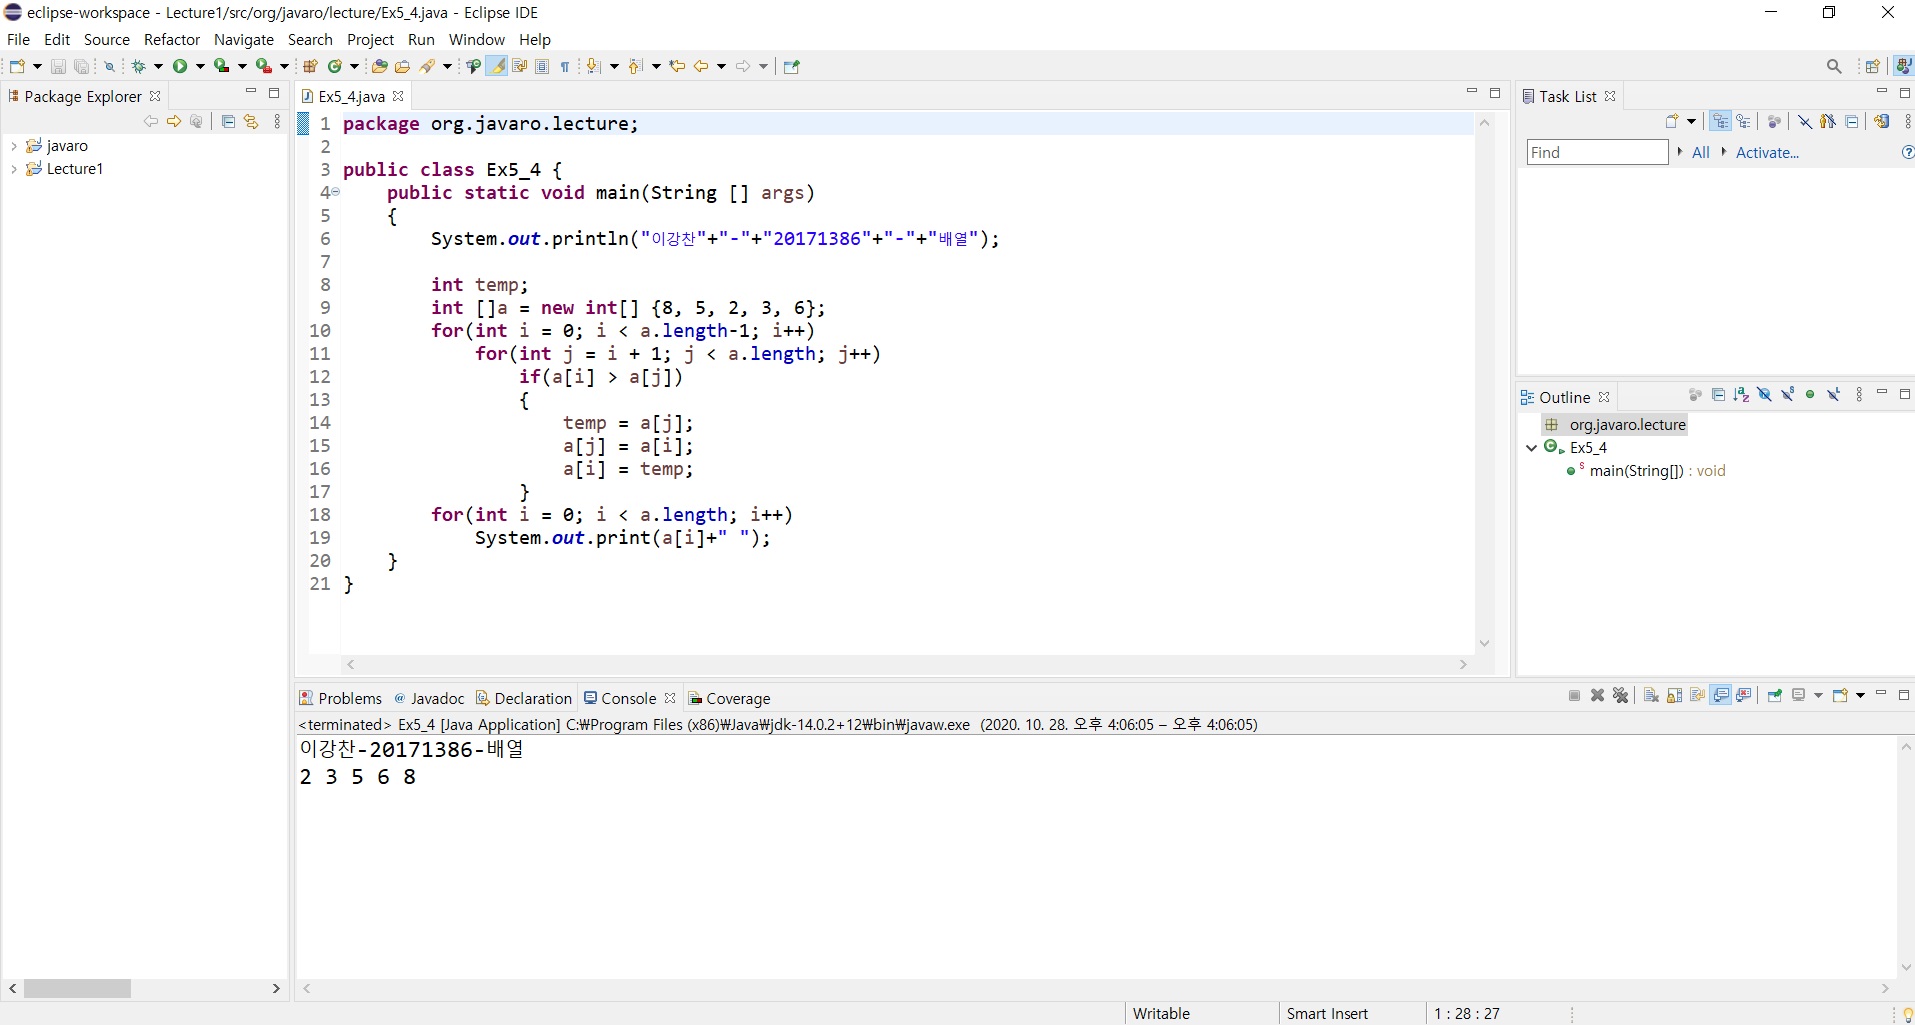 eclipse-workspace - Lecture1/src/org/javaro/lecture/Ex5_4.java - Eclipse IDE
File Edit Source Refactor Navigate Search Project Run Window Help
Package Explorer
javaro
Lecture1
Ex5_4.java
1 package org.javaro.lecture;
2
3 public class Ex5_4 {
4 public static void main(String [] args)
5 {
6 System.out.println("이강찬"+"-"+"20171386"+"-"+"배열");
7
8 int temp;
9 int []a = new int[] {8, 5, 2, 3, 6};
10 for(int i = 0; i < a.length-1; i++)
11 for(int j = i + 1; j < a.length; j++)
12 if(a[i] > a[j])
13 {
14 temp = a[j];
15 a[j] = a[i];
16 a[i] = temp;
17 }
18 for(int i = 0; i < a.length; i++)
19 System.out.print(a[i]+" ");
20 }
21 }
Task List
Find All Activate...
Outline
org.javaro.lecture
Ex5_4
main(String[]) : void
Problems Javadoc Declaration Console Coverage
<terminated> Ex5_4 [Java Application] C:₩Program Files (x86)₩Java₩jdk-14.0.2+12₩bin₩javaw.exe (2020. 10. 28. 오후 4:06:05 – 오후 4:06:05)
이강찬-20171386-배열
2 3 5 6 8
Writable Smart Insert 1 : 28 : 27